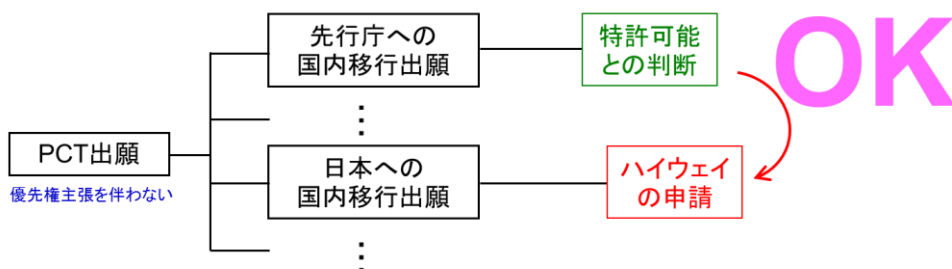 先行庁への
国内移行出願
特許可能
との判断
OK
⋮
PCT出願
優先権主張を伴わない
日本への
国内移行出願
ハイウェイ
の申請
⋮